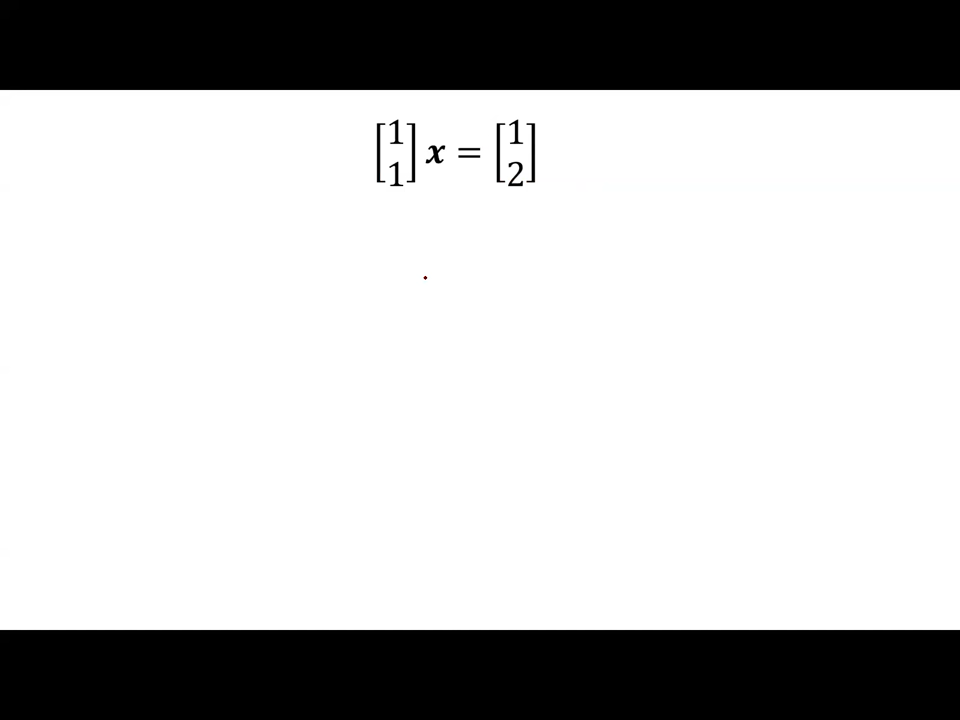 [1
1] x = [1
2]